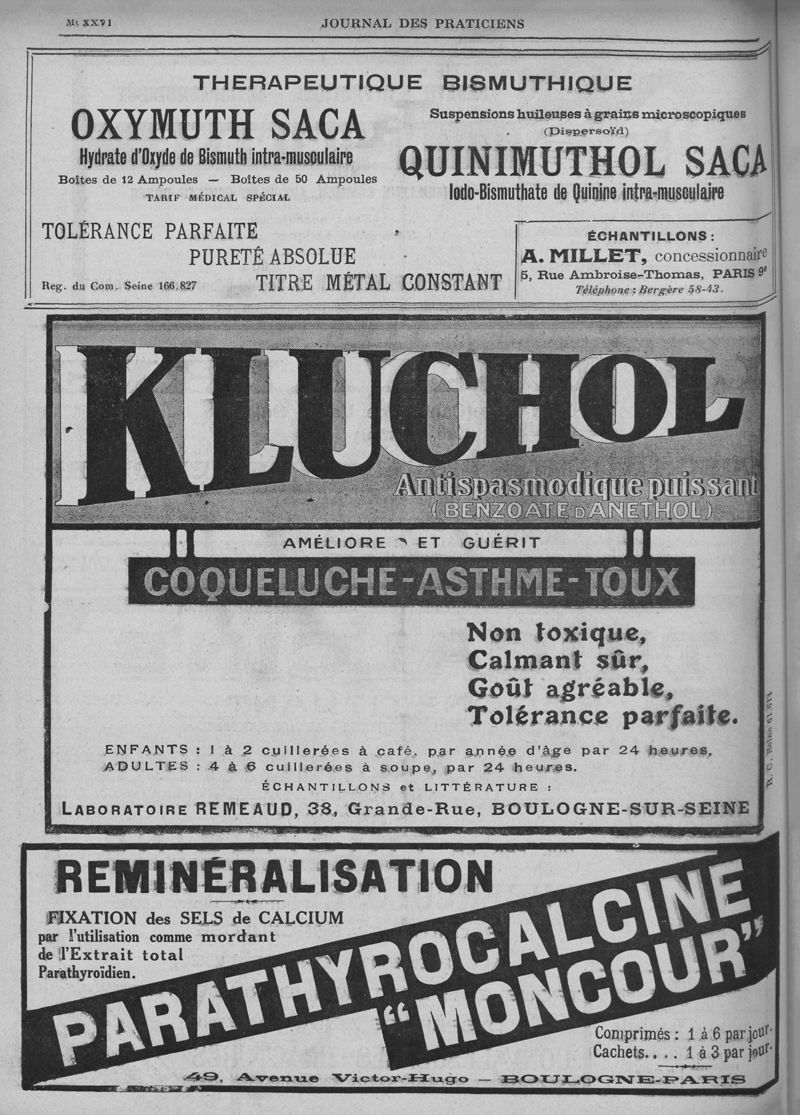 JOURNAL DES PRATICIENS
THERAPEUTIQUE BISMUTHIQUE
OXYMUTH SACA
Hydrate d'Oxyde de Bismuth intra-musculaire
Boîtes de 12 Ampoules — Boîtes de 50 Ampoules
TARIF MÉDICAL SPÉCIAL
Suspensions huileuses à grains microscopiques
(Dispersoïd)
QUINIMUTHOL SACA
Iodo-Bismuthate de Quinine intra-musculaire
TOLÉRANCE PARFAITE
PURETÉ ABSOLUE
TITRE MÉTAL CONSTANT
Reg. du Com. Seine 166,827
ÉCHANTILLONS :
A. MILLET, concessionnaire
5, Rue Ambroise-Thomas, PARIS 9e
Téléphone : Bergère 58-43.
KLUCHOL
Antispasmodique puissant
(BENZOATE D'ANETHOL)
AMÉLIORE ET GUÉRIT
COQUELUCHE-ASTHME-TOUX
Non toxique,
Calmant sûr,
Goût agréable,
Tolérance parfaite.
ENFANTS : 1 à 2 cuillerées à café, par année d'âge par 24 heures.
ADULTES : 4 à 6 cuillerées à soupe, par 24 heures.
ÉCHANTILLONS et LITTÉRATURE :
LABORATOIRE REMEAUD, 38, Grande-Rue, BOULOGNE-SUR-SEINE
R. C. Seine 61.674
REMINÉRALISATION
FIXATION des SELS de CALCIUM
par l'utilisation comme mordant
de l'Extrait total
Parathyroïdien.
PARATHYROCALCINE
"MONCOUR"
Comprimés : 1 à 6 par jour.
Cachets.... 1 à 3 par jour.
49, Avenue Victor-Hugo — BOULOGNE-PARIS